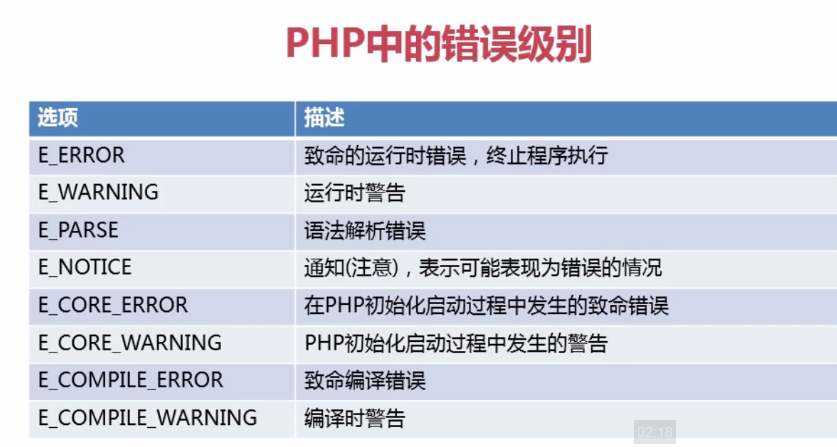 PHP中的错误级别
选项 描述
E_ERROR 致命的运行时错误，终止程序执行
E_WARNING 运行时警告
E_PARSE 语法解析错误
E_NOTICE 通知(注意)，表示可能表现为错误的情况
E_CORE_ERROR 在PHP初始化启动过程中发生的致命错误
E_CORE_WARNING PHP初始化启动过程中发生的警告
E_COMPILE_ERROR 致命编译错误
E_COMPILE_WARNING 编译时警告
02:18